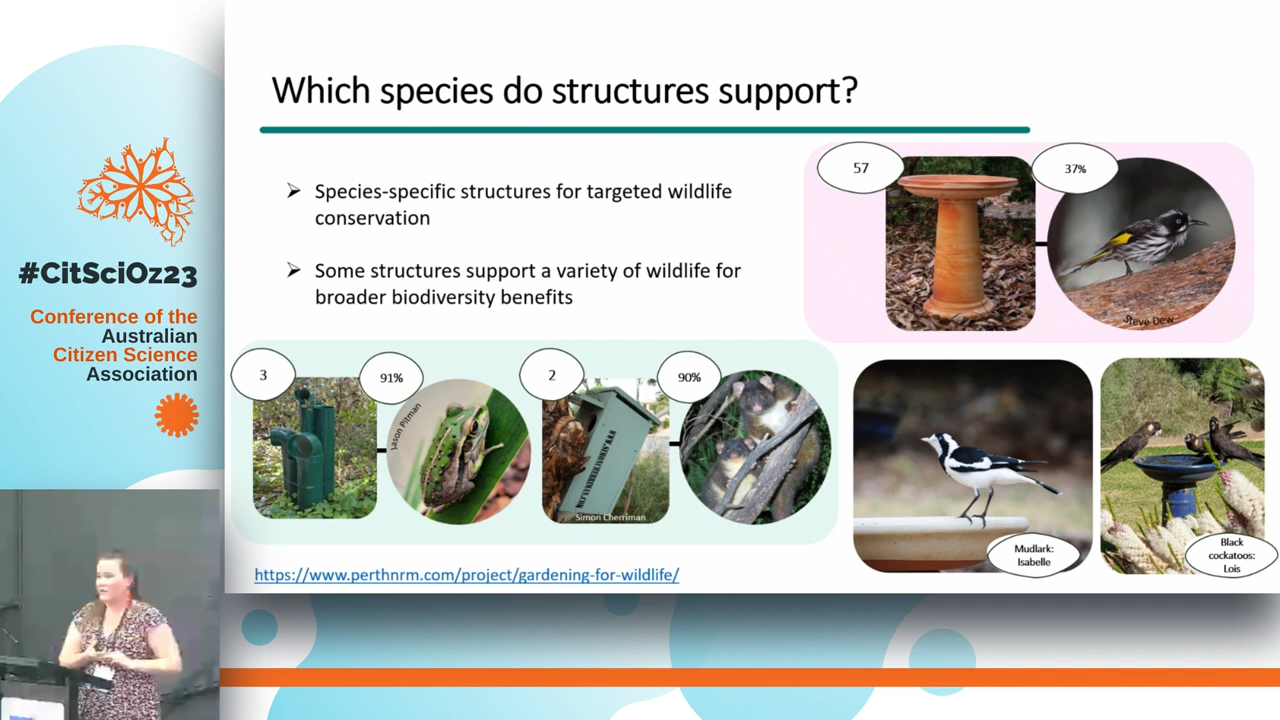 #CitSciOz23
Conference of the
Australian
Citizen Science
Association
Which species do structures support?
➢ Species-specific structures for targeted wildlife
conservation
➢ Some structures support a variety of wildlife for
broader biodiversity benefits
57
37%
Steve Dew
3
91%
Jason Pitman
2
90%
Simon Cherriman
Mudlark:
Isabelle
Black
cockatoos:
Lois
https://www.perthnrm.com/project/gardening-for-wildlife/